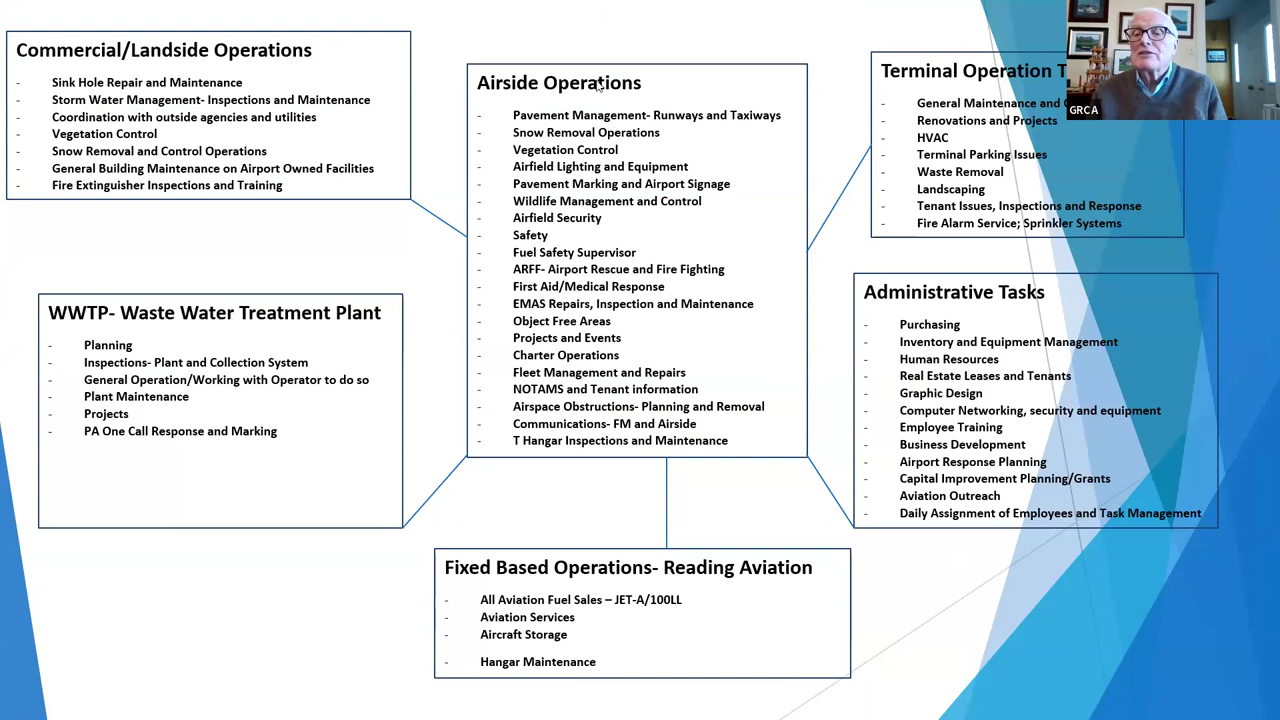 Commercial/Landside Operations
- Sink Hole Repair and Maintenance
- Storm Water Management- Inspections and Maintenance
- Coordination with outside agencies and utilities
- Vegetation Control
- Snow Removal and Control Operations
- General Building Maintenance on Airport Owned Facilities
- Fire Extinguisher Inspections and Training
Airside Operations
- Pavement Management- Runways and Taxiways
- Snow Removal Operations
- Vegetation Control
- Airfield Lighting and Equipment
- Pavement Marking and Airport Signage
- Wildlife Management and Control
- Airfield Security
- Safety
- Fuel Safety Supervisor
- ARFF- Airport Rescue and Fire Fighting
- First Aid/Medical Response
- EMAS Repairs, Inspection and Maintenance
- Object Free Areas
- Projects and Events
- Charter Operations
- Fleet Management and Repairs
- NOTAMS and Tenant information
- Airspace Obstructions- Planning and Removal
- Communications- FM and Airside
- T Hangar Inspections and Maintenance
Terminal Operation
- General Maintenance and
- Renovations and Projects
- HVAC
- Terminal Parking Issues
- Waste Removal
- Landscaping
- Tenant Issues, Inspections and Response
- Fire Alarm Service; Sprinkler Systems
GRCA
WWTP- Waste Water Treatment Plant
- Planning
- Inspections- Plant and Collection System
- General Operation/Working with Operator to do so
- Plant Maintenance
- Projects
- PA One Call Response and Marking
Administrative Tasks
- Purchasing
- Inventory and Equipment Management
- Human Resources
- Real Estate Leases and Tenants
- Graphic Design
- Computer Networking, security and equipment
- Employee Training
- Business Development
- Airport Response Planning
- Capital Improvement Planning/Grants
- Aviation Outreach
- Daily Assignment of Employees and Task Management
Fixed Based Operations- Reading Aviation
- All Aviation Fuel Sales – JET-A/100LL
- Aviation Services
- Aircraft Storage
- Hangar Maintenance